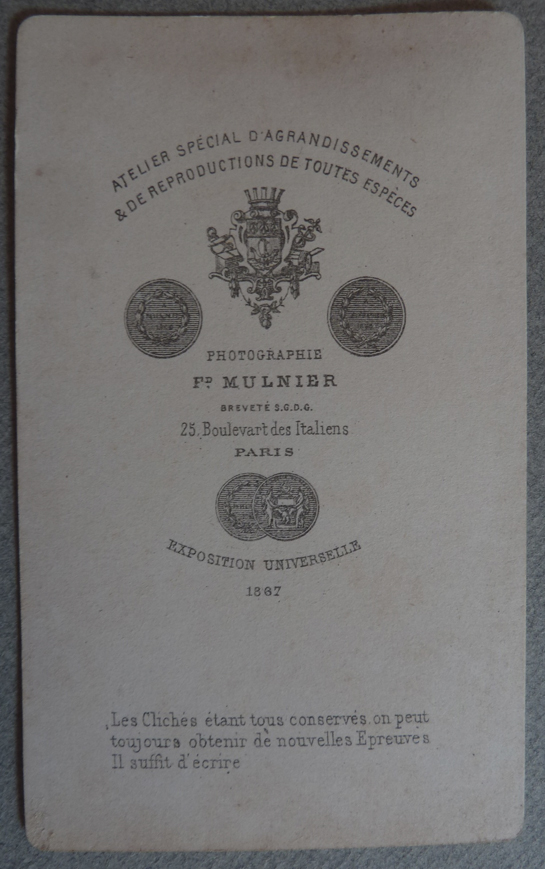 ATELIER SPÉCIAL D'AGRANDISSEMENTS
& DE REPRODUCTIONS DE TOUTES ESPÈCES
PHOTOGRAPHIE
FD MULNIER
BREVETÉ S.G.D.G.
25, Boulevart des Italiens
PARIS
EXPOSITION UNIVERSELLE
1867
Les Clichés étant tous conservés, on peut
toujours obtenir de nouvelles Epreuves
Il suffit d'écrire